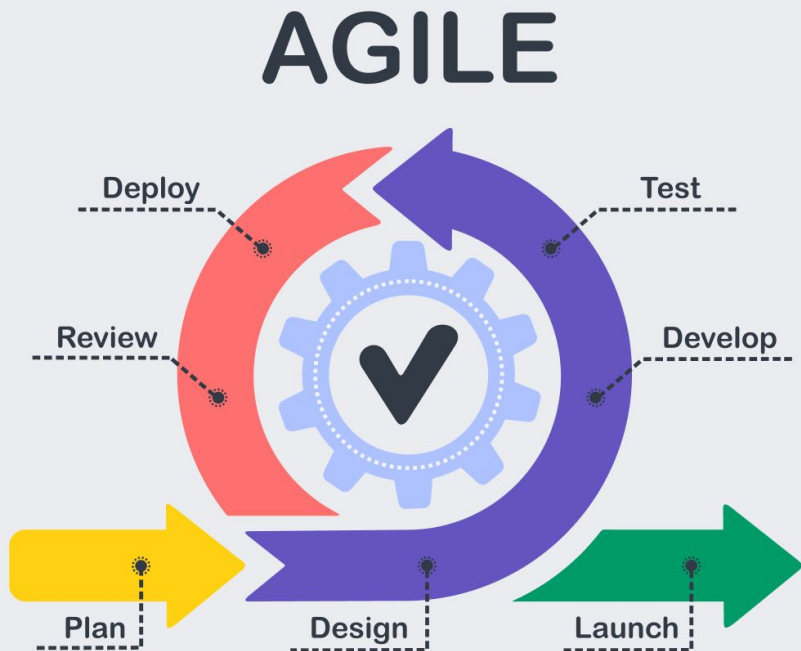 AGILE
Deploy
Test
Review
Develop
Plan
Design
Launch